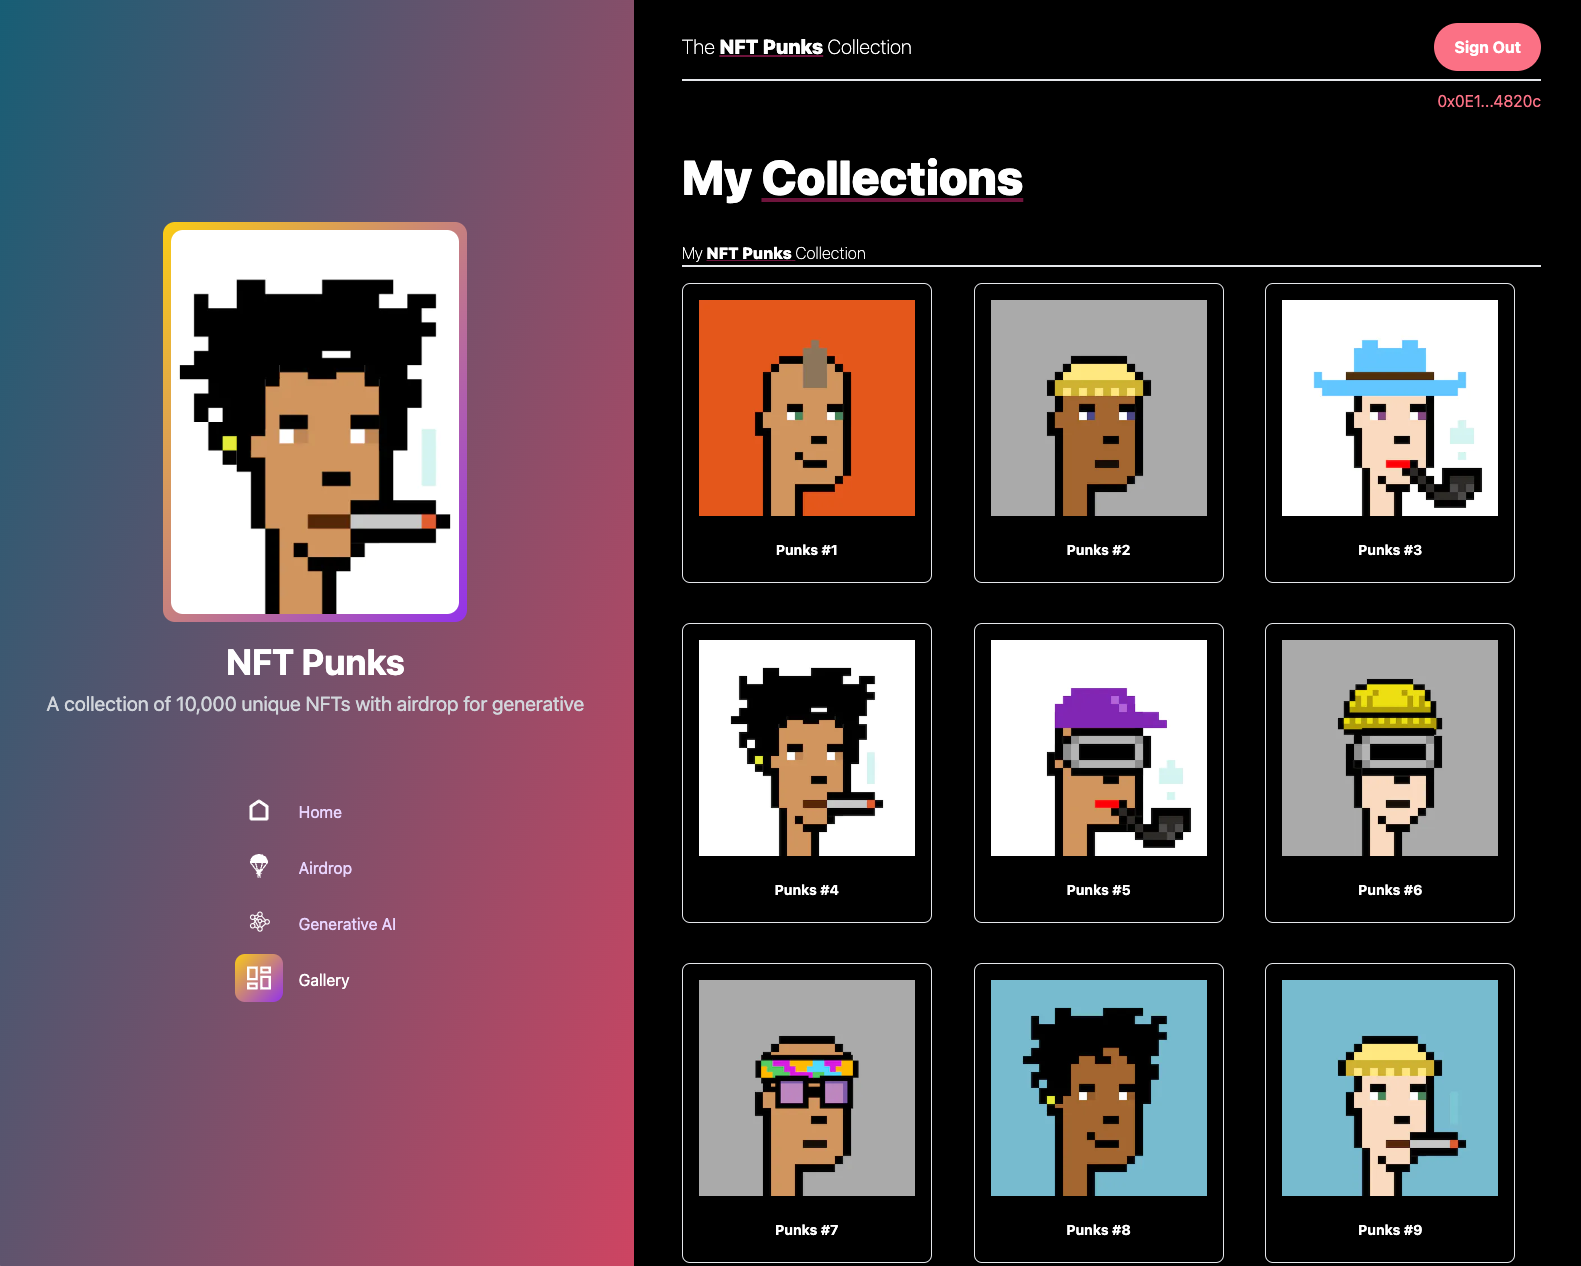 NFT Punks
A collection of 10,000 unique NFTs with airdrop for generative
Home
Airdrop
Generative AI
Gallery
The NFT Punks Collection
Sign Out
0x0E1...4820c
My Collections
My NFT Punks Collection
Punks #1
Punks #2
Punks #3
Punks #4
Punks #5
Punks #6
Punks #7
Punks #8
Punks #9